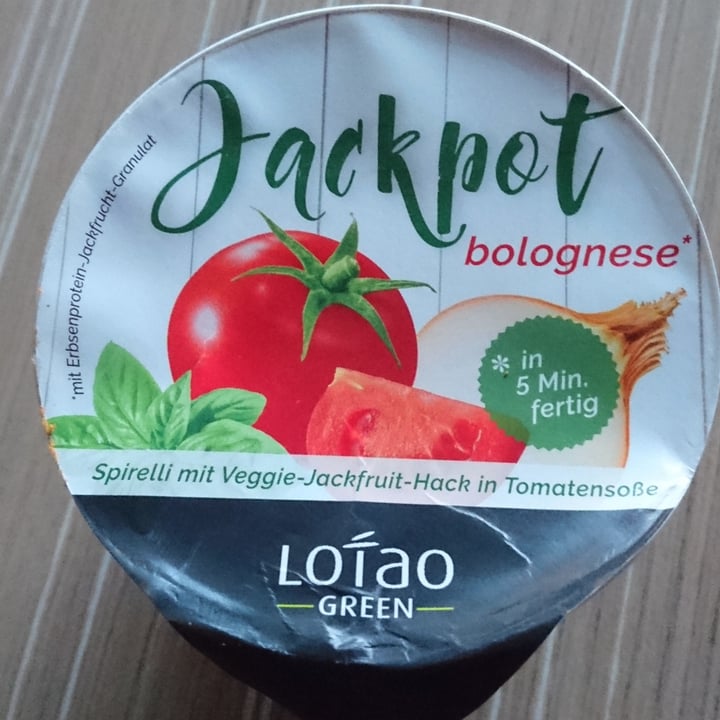 Jackpot
bolognese*
*mit Erbsenprotein-Jackfrucht-Granulat
* in
5 Min.
fertig
Spirelli mit Veggie-Jackfruit-Hack in Tomatensoße
LOTAO
GREEN